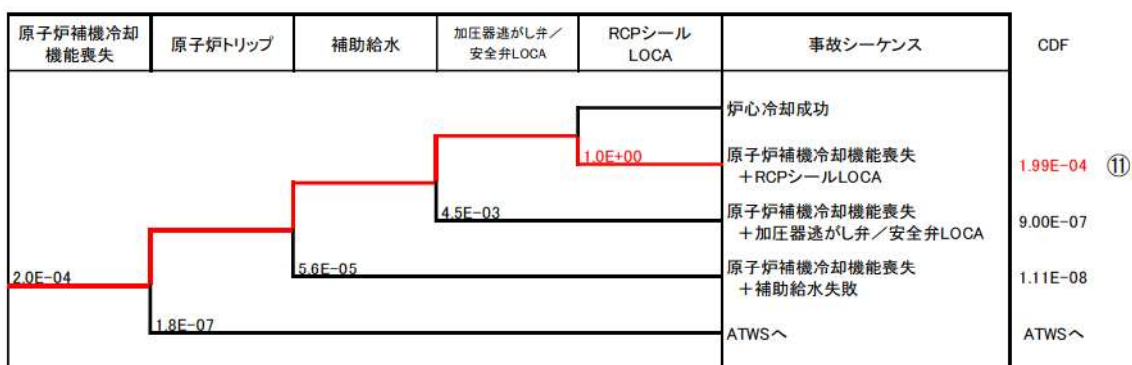 原子炉補機冷却
機能喪失
原子炉トリップ
補助給水
加圧器逃がし弁／
安全弁LOCA
RCPシール
LOCA
事故シーケンス
CDF
炉心冷却成功
1.0E+00
原子炉補機冷却機能喪失
＋RCPシールLOCA
1.99E-04
⑪
4.5E-03
原子炉補機冷却機能喪失
＋加圧器逃がし弁／安全弁LOCA
9.00E-07
2.0E-04
5.6E-05
原子炉補機冷却機能喪失
＋補助給水失敗
1.11E-08
1.8E-07
ATWSへ
ATWSへ